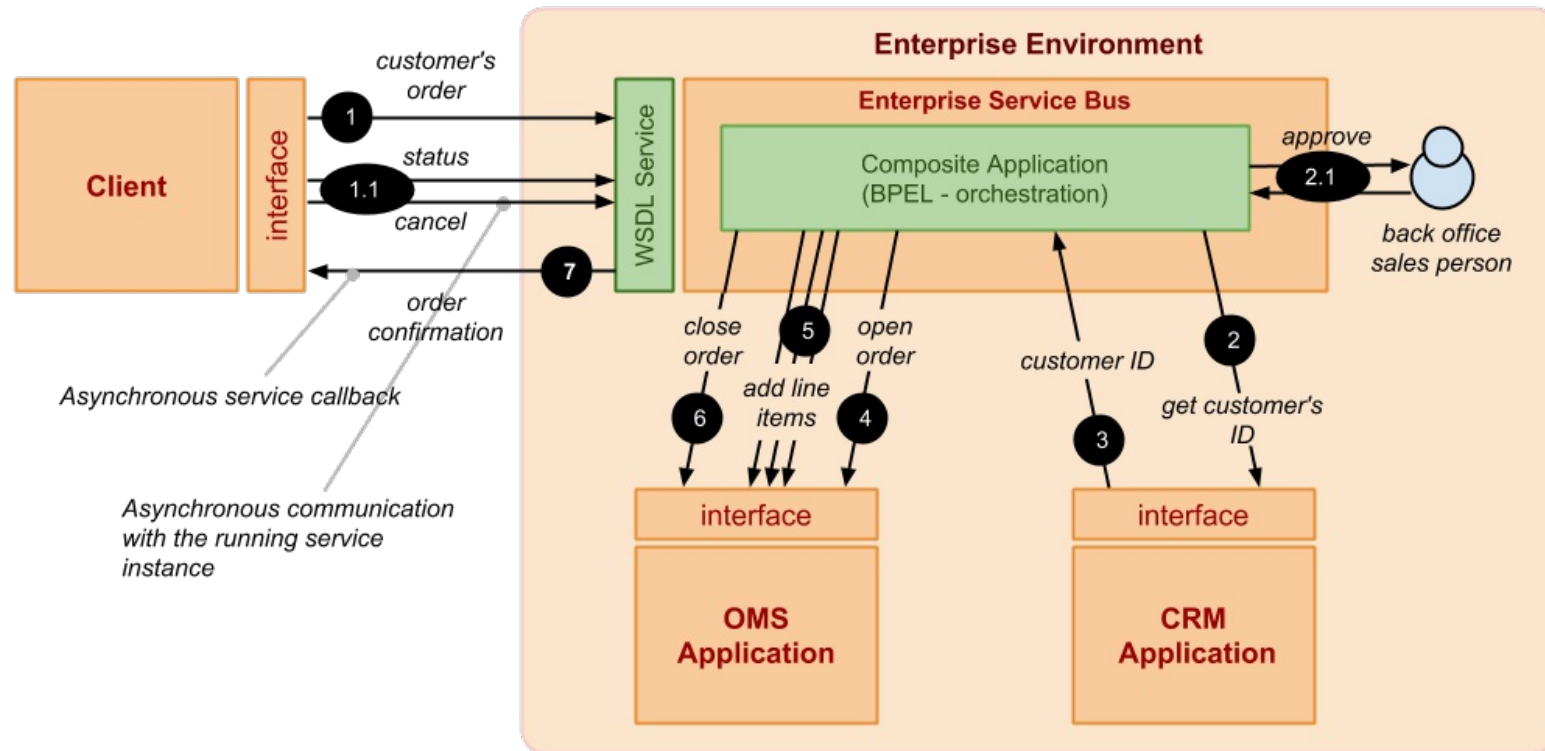 Enterprise Environment
customer's
order
1
Enterprise Service Bus
status
1.1
cancel
Client
interface
WSDL Service
Composite Application
(BPEL - orchestration)
approve
2.1
back office
sales person
7
order
confirmation
close
order
5
open
order
customer ID
2
Asynchronous service callback
add line
items
6
4
3
get customer's
ID
Asynchronous communication
with the running service
instance
interface
interface
OMS
Application
CRM
Application